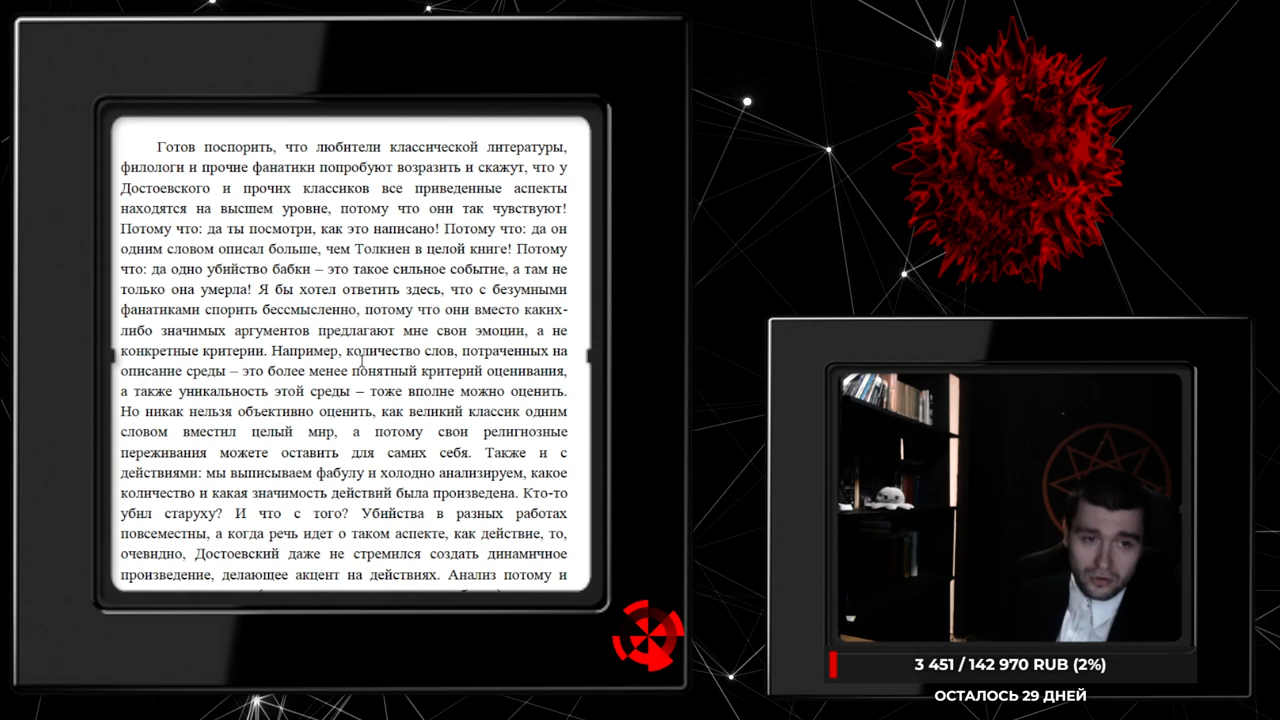 Готов поспорить, что любители классической литературы,
филологи и прочие фанатики попробуют возразить и скажут, что у
Достоевского и прочих классиков все приведенные аспекты
находятся на высшем уровне, потому что они так чувствуют!
Потому что: да ты посмотри, как это написано! Потому что: да он
одним словом описал больше, чем Толкиен в целой книге! Потому
что: да одно убийство бабки – это такое сильное событие, а там не
только она умерла! Я бы хотел ответить здесь, что с безумными
фанатиками спорить бессмысленно, потому что они вместо каких-
либо значимых аргументов предлагают мне свои эмоции, а не
конкретные критерии. Например, количество слов, потраченных на
описание среды – это более менее понятный критерий оценивания,
а также уникальность этой среды – тоже вполне можно оценить.
Но никак нельзя объективно оценить, как великий классик одним
словом вместил целый мир, а потому свои религиозные
переживания можете оставить для самих себя. Также и с
действиями: мы выписываем фабулу и холодно анализируем, какое
количество и какая значимость действий была произведена. Кто-то
убил старуху? И что с того? Убийства в разных работах
повсеместны, а когда речь идет о таком аспекте, как действие, то,
очевидно, Достоевский даже не стремился создать динамичное
произведение, делающее акцент на действиях. Анализ потому и
3 451 / 142 970 RUB (2%)
ОСТАЛОСЬ 29 ДНЕЙ